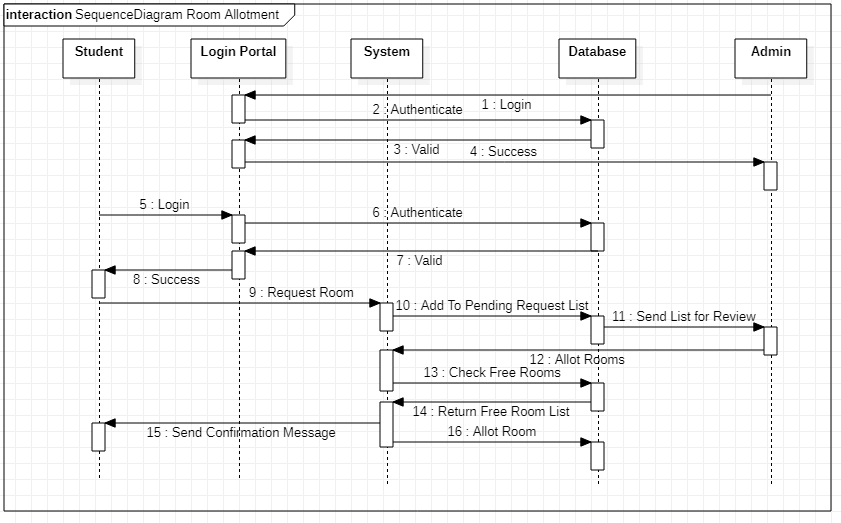 interaction SequenceDiagram Room Allotment
Student
Login Portal
System
Database
Admin
1 : Login
2 : Authenticate
3 : Valid
4 : Success
5 : Login
6 : Authenticate
7 : Valid
8 : Success
9 : Request Room
10 : Add To Pending Request List
11 : Send List for Review
12 : Allot Rooms
13 : Check Free Rooms
14 : Return Free Room List
15 : Send Confirmation Message
16 : Allot Room